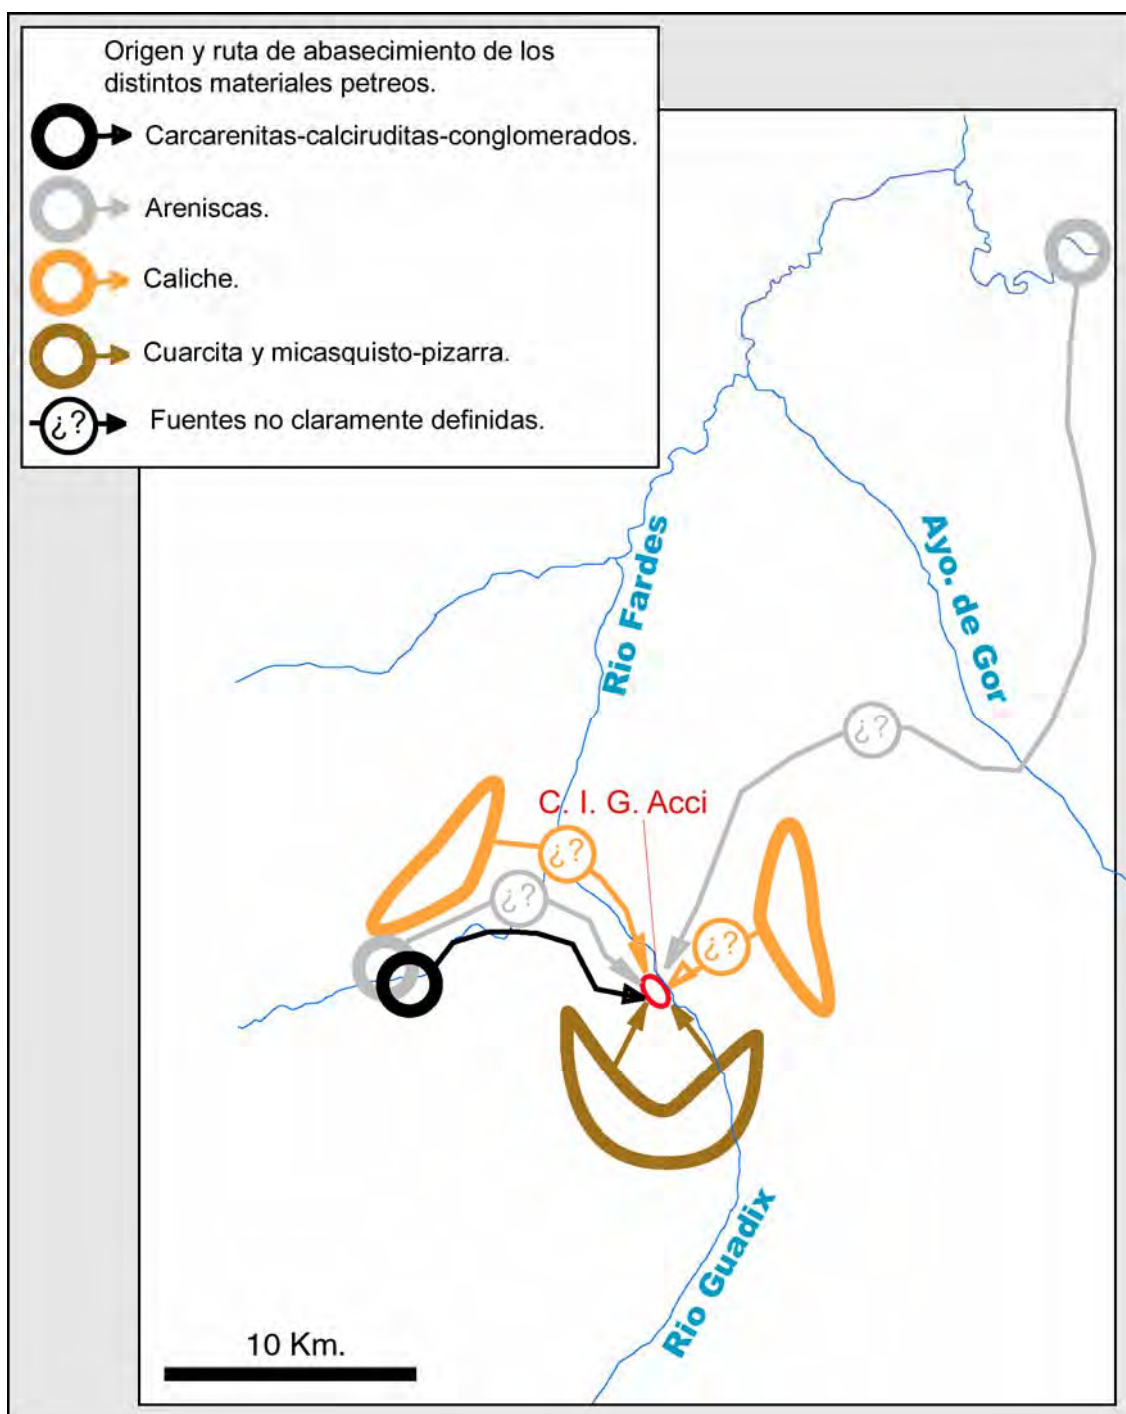 Origen y ruta de abasecimiento de los
distintos materiales petreos.
Carcarenitas-calciruditas-conglomerados.
Areniscas.
Caliche.
Cuarcita y micasquisto-pizarra.
¿?
Fuentes no claramente definidas.
Rio Fardes
Ayo. de Gor
¿?
C. I. G. Acci
¿?
¿?
¿?
Rio Guadix
10 Km.